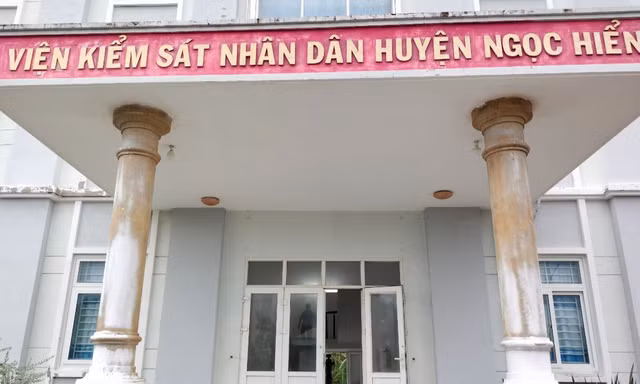 VIỆN KIỂM SÁT NHÂN DÂN HUYỆN NGỌC HIỂN